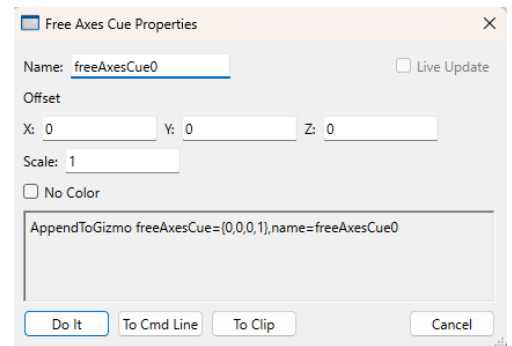 Free Axes Cue Properties
Name: freeAxesCue0 Live Update
Offset
X: 0 Y: 0 Z: 0
Scale: 1
No Color
AppendToGizmo freeAxesCue={0,0,0,1},name=freeAxesCue0
Do It To Cmd Line To Clip Cancel